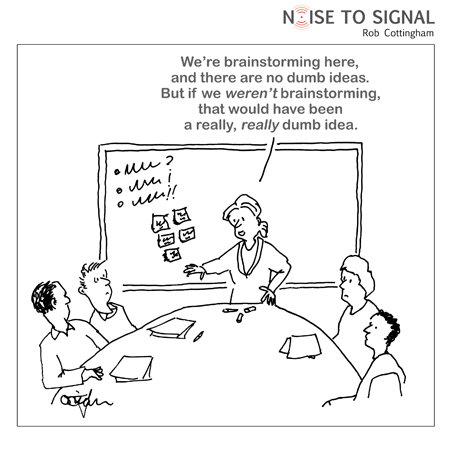 NOISE TO SIGNAL
Rob Cottingham
We're brainstorming here,
and there are no dumb ideas.
But if we weren't brainstorming,
that would have been
a really, really dumb idea.